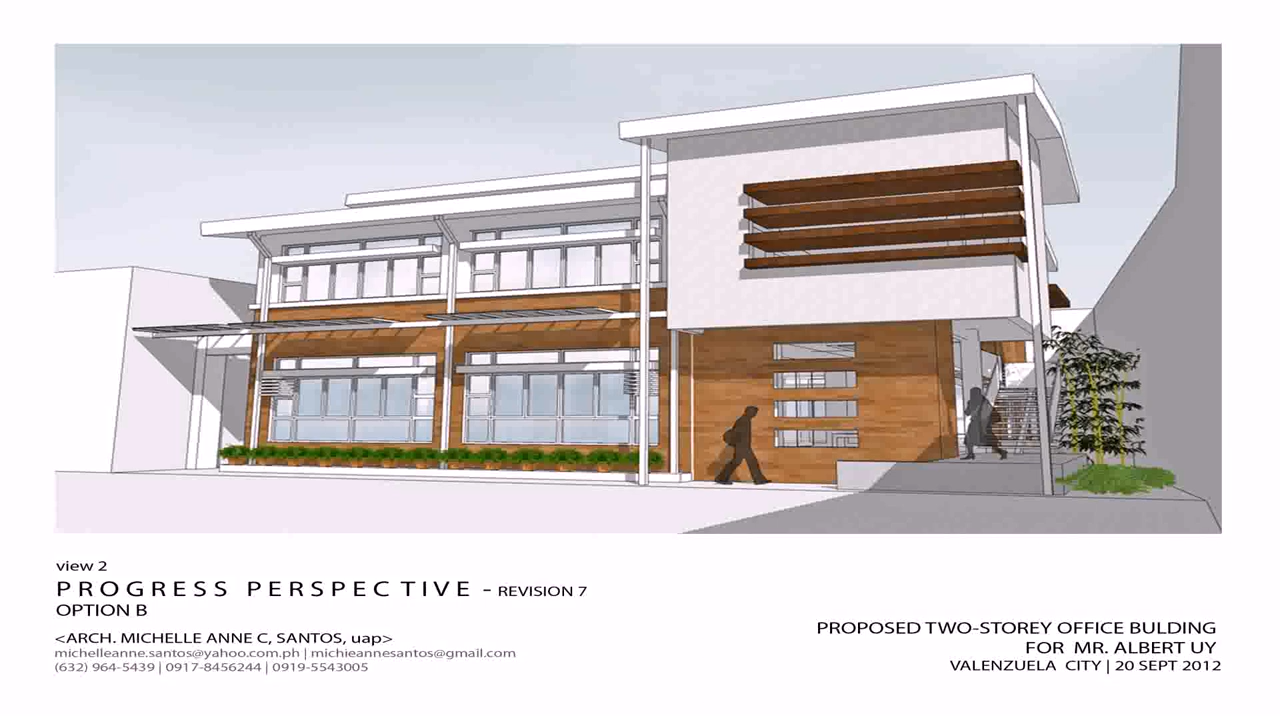 view 2
PROGRESS PERSPECTIVE - REVISION 7
OPTION B
<ARCH. MICHELLE ANNE C, SANTOS, uap>
michelleanne.santos@yahoo.com.ph | michieannesantos@gmail.com
(632) 964-5439 | 0917-8456244 | 0919-5543005
PROPOSED TWO-STOREY OFFICE BULDING
FOR MR. ALBERT UY
VALENZUELA CITY | 20 SEPT 2012